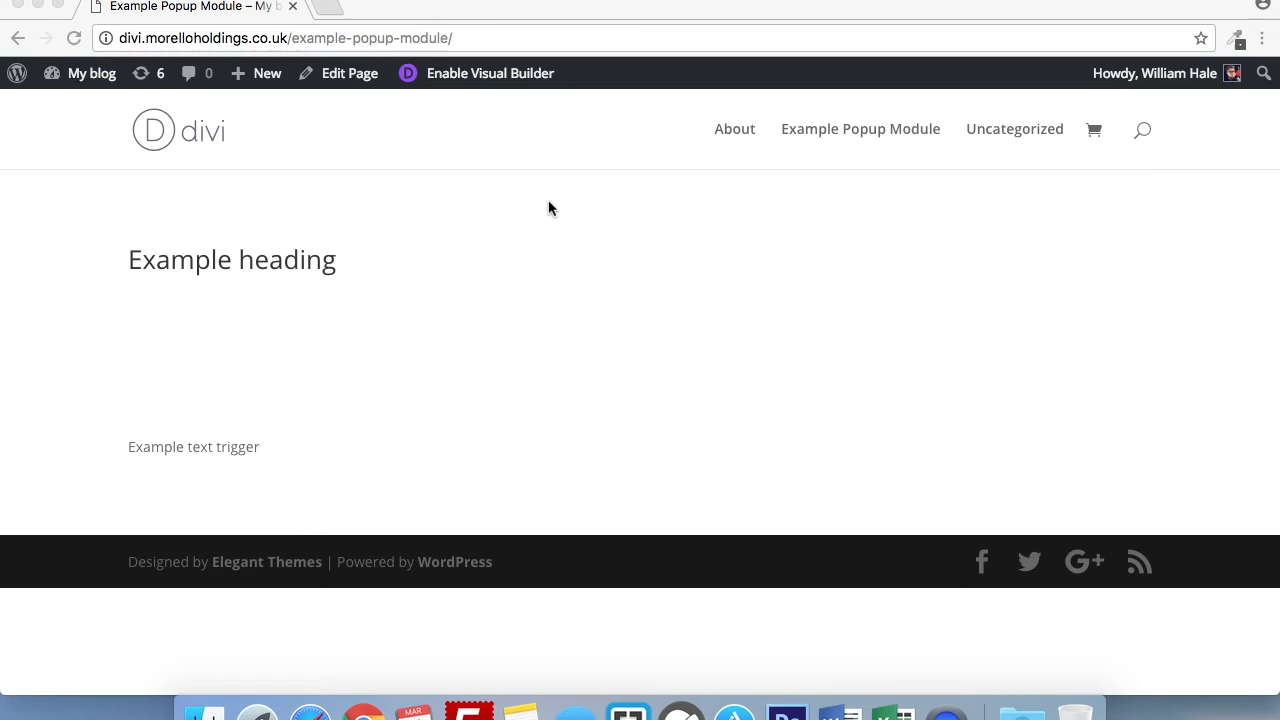 Example Popup Module – My b
divi.morelloholdings.co.uk/example-popup-module/
My blog 6 0 New Edit Page D Enable Visual Builder Howdy, William Hale
D divi About Example Popup Module Uncategorized
Example heading
Example text trigger
Designed by Elegant Themes | Powered by WordPress
MAR